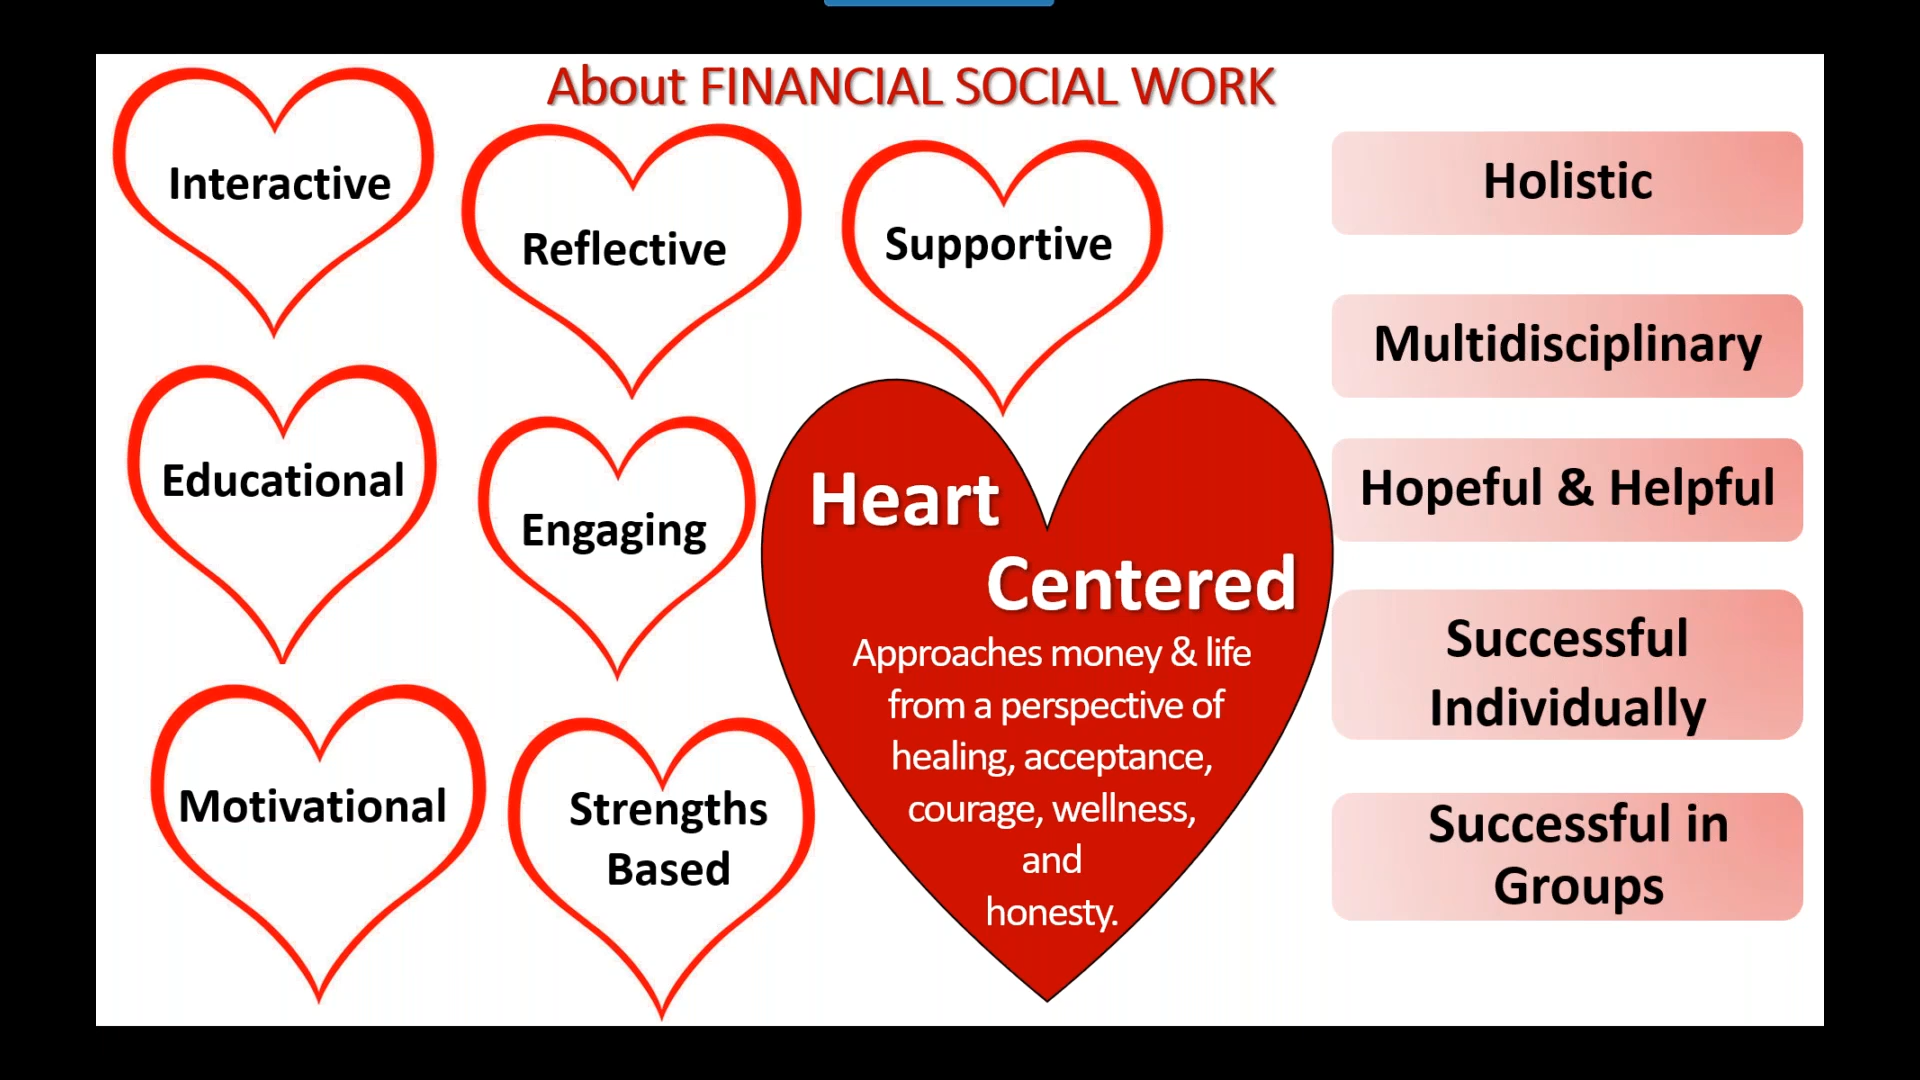 About FINANCIAL SOCIAL WORK
Interactive
Reflective
Supportive
Educational
Engaging
Motivational
Strengths
Based
Heart
Centered
Approaches money & life
from a perspective of
healing, acceptance,
courage, wellness,
and
honesty.
Holistic
Multidisciplinary
Hopeful & Helpful
Successful
Individually
Successful in
Groups